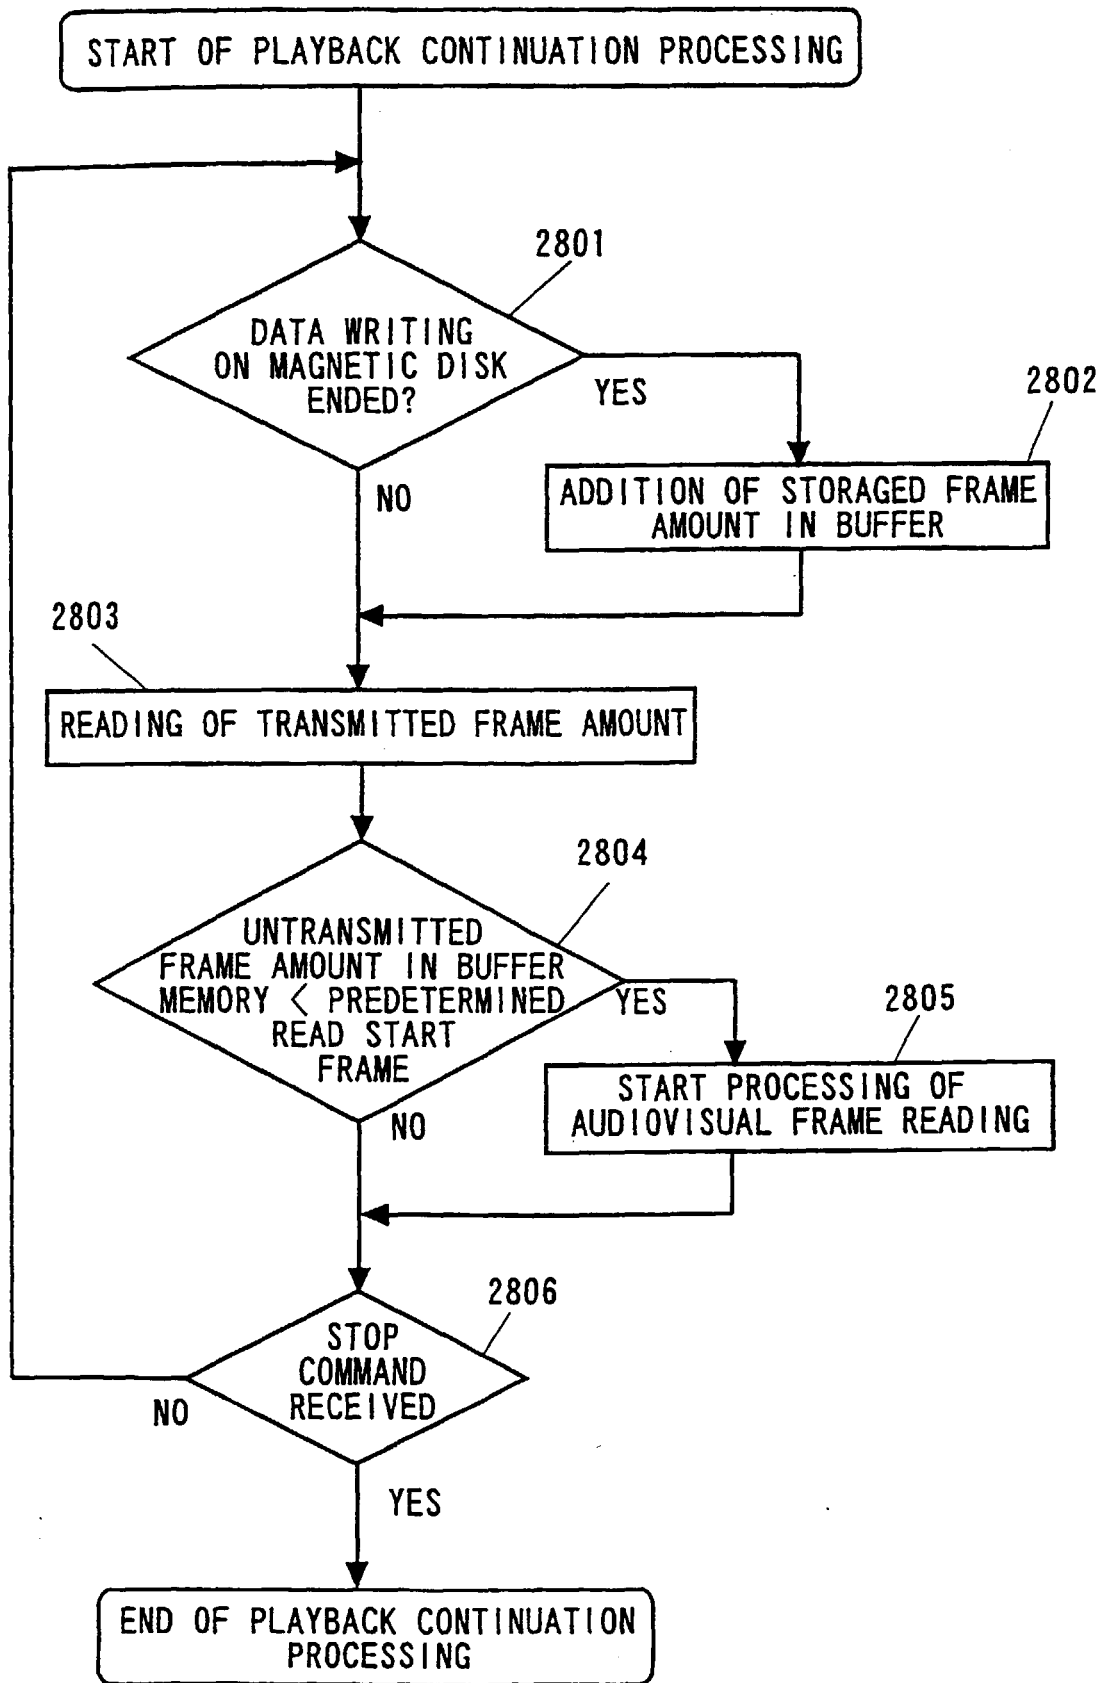 START OF PLAYBACK CONTINUATION PROCESSING
2801
DATA WRITING
ON MAGNETIC DISK
ENDED?
YES
2802
NO
ADDITION OF STORAGED FRAME
AMOUNT IN BUFFER
2803
READING OF TRANSMITTED FRAME AMOUNT
2804
UNTRANSMITTED
FRAME AMOUNT IN BUFFER
MEMORY < PREDETERMINED
READ START
FRAME
YES
2805
NO
START PROCESSING OF
AUDIOVISUAL FRAME READING
2806
STOP
COMMAND
RECEIVED
NO
YES
END OF PLAYBACK CONTINUATION
PROCESSING